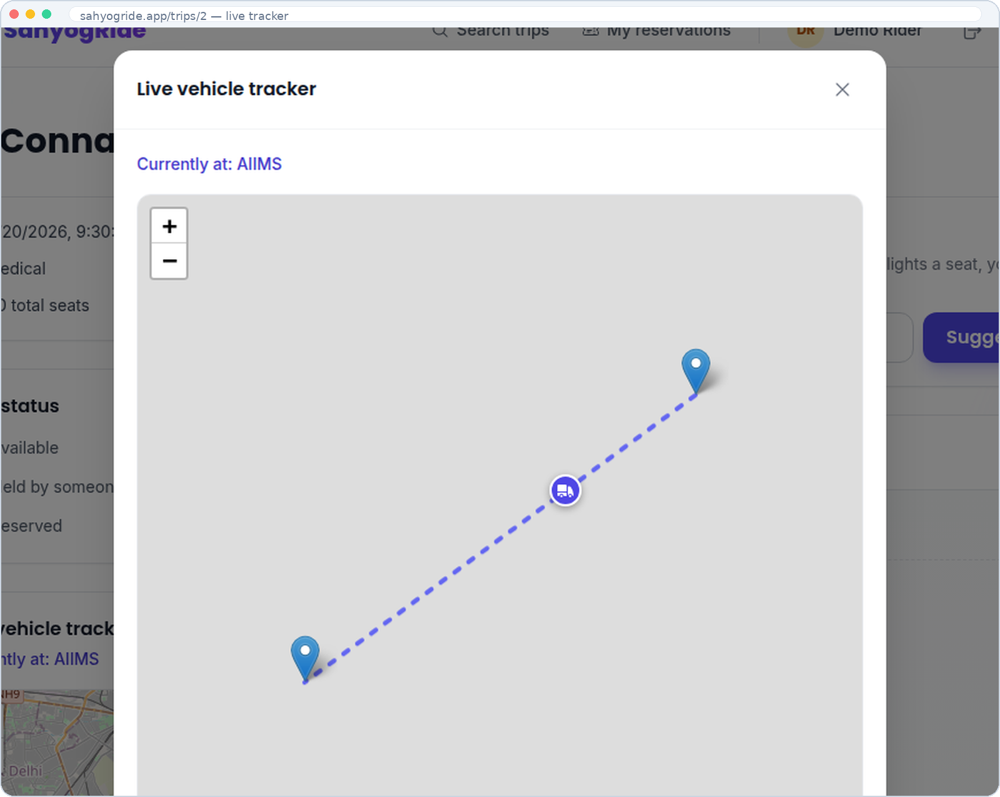 sahyogride.app/trips/2 — live tracker
SahyogRide
Search trips
My reservations
DR
Demo Rider
Live vehicle tracker
Conna
Currently at: AIIMS
+
−
20/2026, 9:30:
edical
total seats
lights a seat, yo
Sugge
status
vailable
eld by someon
eserved
vehicle track
ntly at: AIIMS
NH9
Delhi